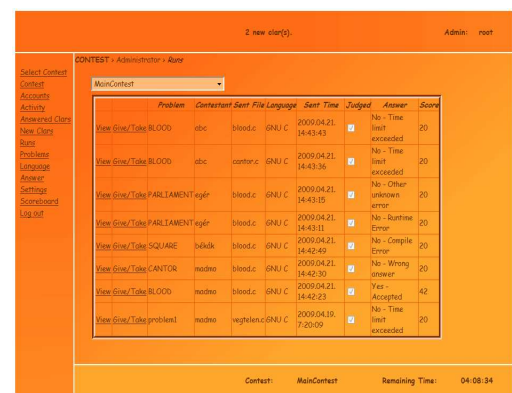 2 new clar(s).
Admin: root
CONTEST > Administrator > Runs
Select Contest
Contest
Accounts
Activity
Answered Clars
New Clars
Runs
Problems
Language
Answer
Settings
Scoreboard
Log out
MainContest
Problem Contestant Sent File Language Sent Time Judged Answer Score
View Give/Take BLOOD abc blood.c GNU C 2009.04.21. 14:43:43 No - Time limit exceeded 20
View Give/Take BLOOD abc cantor.c GNU C 2009.04.21. 14:43:36 No - Time limit exceeded 20
View Give/Take PARLIAMENT egér blood.c GNU C 2009.04.21. 14:43:15 No - Other unknown error 20
View Give/Take PARLIAMENT egér blood.c GNU C 2009.04.21. 14:43:11 No - Runtime Error 20
View Give/Take SQUARE békák blood.c GNU C 2009.04.21. 14:42:49 No - Compile Error 20
View Give/Take CANTOR madmo blood.c GNU C 2009.04.21. 14:42:30 No - Wrong answer 20
View Give/Take BLOOD madmo blood.c GNU C 2009.04.21. 14:42:23 Yes - Accepted 42
View Give/Take problem1 madmo vegtelen.c GNU C 2009.04.19. 7:20:09 No - Time limit exceeded 20
Contest: MainContest Remaining Time: 04:08:34